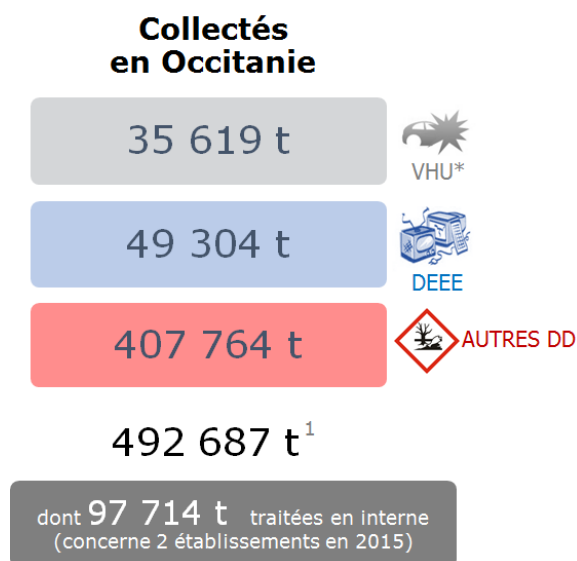 Collectés
en Occitanie
35 619 t
VHU*
49 304 t
DEEE
407 764 t
AUTRES DD
492 687 t 1
dont 97 714 t traitées en interne
(concerne 2 établissements en 2015)